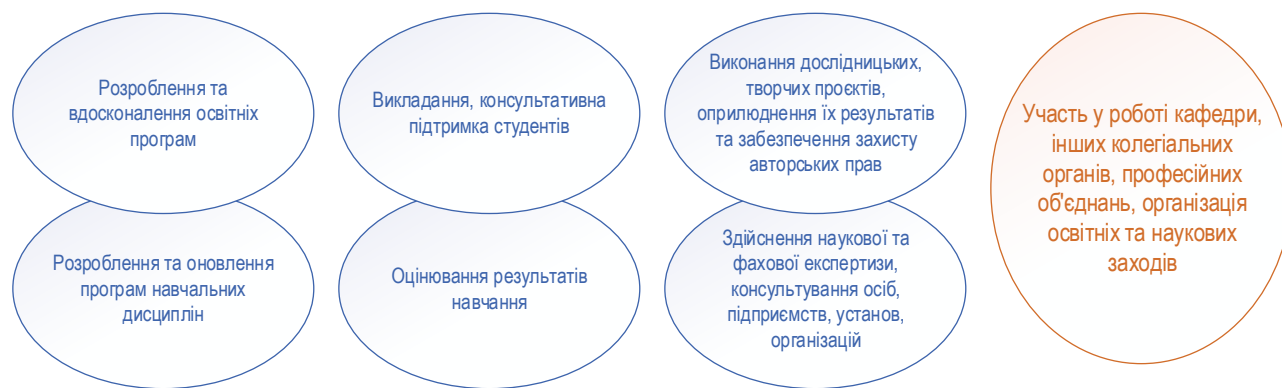 Розроблення та
вдосконалення освітніх
програм
Розроблення та оновлення
програм навчальних
дисциплін
Викладання, консультативна
підтримка студентів
Оцінювання результатів
навчання
Виконання дослідницьких,
творчих проєктів,
оприлюднення їх результатів
та забезпечення захисту
авторських прав
Здійснення наукової та
фахової експертизи,
консультування осіб,
підприємств, установ,
організацій
Участь у роботі кафедри,
інших колегіальних
органів, професійних
об'єднань, організація
освітніх та наукових
заходів